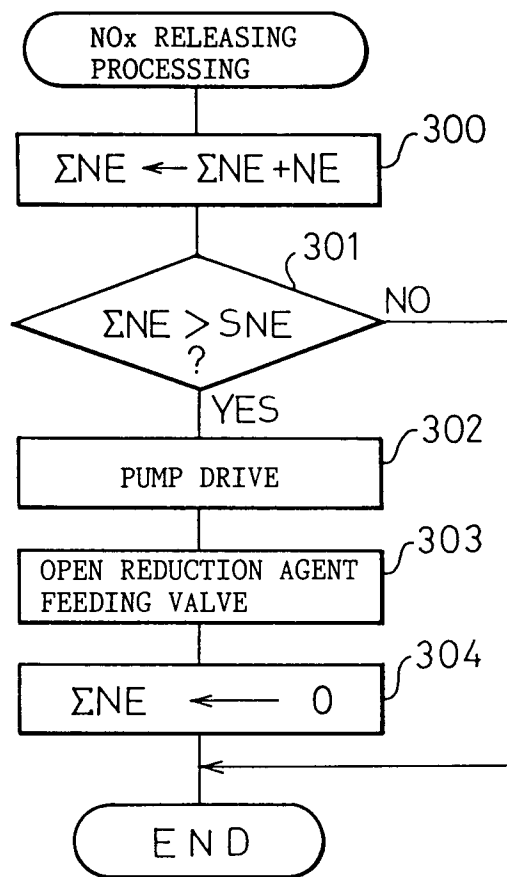 NOx RELEASING
PROCESSING
300
ΣNE ← ΣNE +NE
301
ΣNE > SNE
?
NO
YES
302
PUMP DRIVE
303
OPEN REDUCTION AGENT
FEEDING VALVE
304
ΣNE ← 0
END